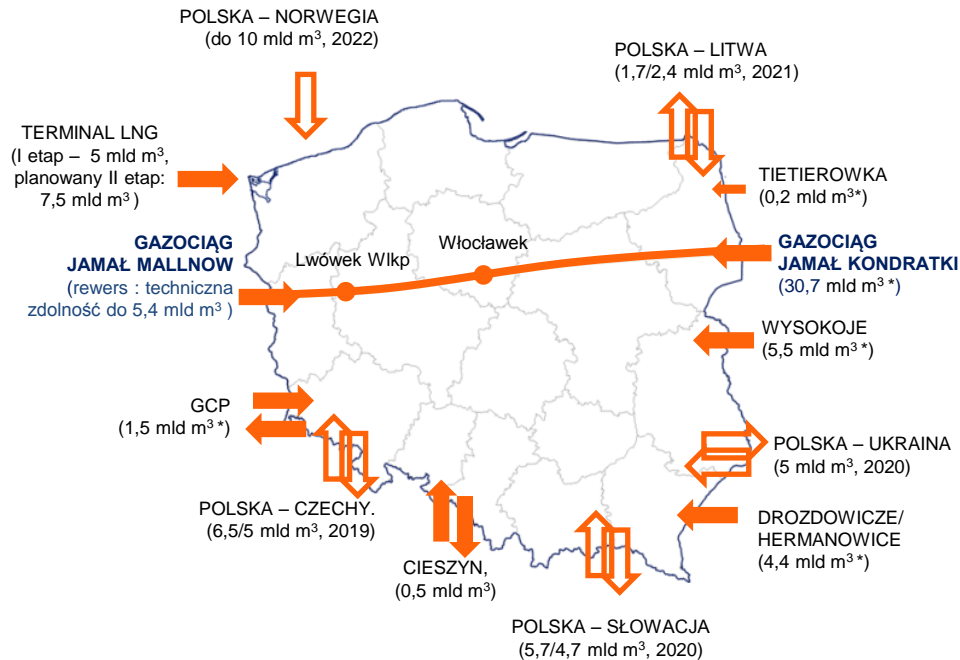 POLSKA – NORWEGIA
(do 10 mld m³, 2022)
POLSKA – LITWA
(1,7/2,4 mld m³, 2021)
TERMINAL LNG
(I etap – 5 mld m³,
planowany II etap:
7,5 mld m³ )
TIETIEROWKA
(0,2 mld m³*)
GAZOCIĄG
JAMAŁ MALLNOW
(rewers : techniczna
zdolność do 5,4 mld m³ )
Lwówek Wlkp
Włocławek
GAZOCIĄG
JAMAŁ KONDRATKI
(30,7 mld m³ *)
WYSOKOJE
(5,5 mld m³ *)
GCP
(1,5 mld m³ *)
POLSKA – UKRAINA
(5 mld m³, 2020)
POLSKA – CZECHY.
(6,5/5 mld m³, 2019)
DROZDOWICZE/
HERMANOWICE
(4,4 mld m³ *)
CIESZYN,
(0,5 mld m³)
POLSKA – SŁOWACJA
(5,7/4,7 mld m³, 2020)